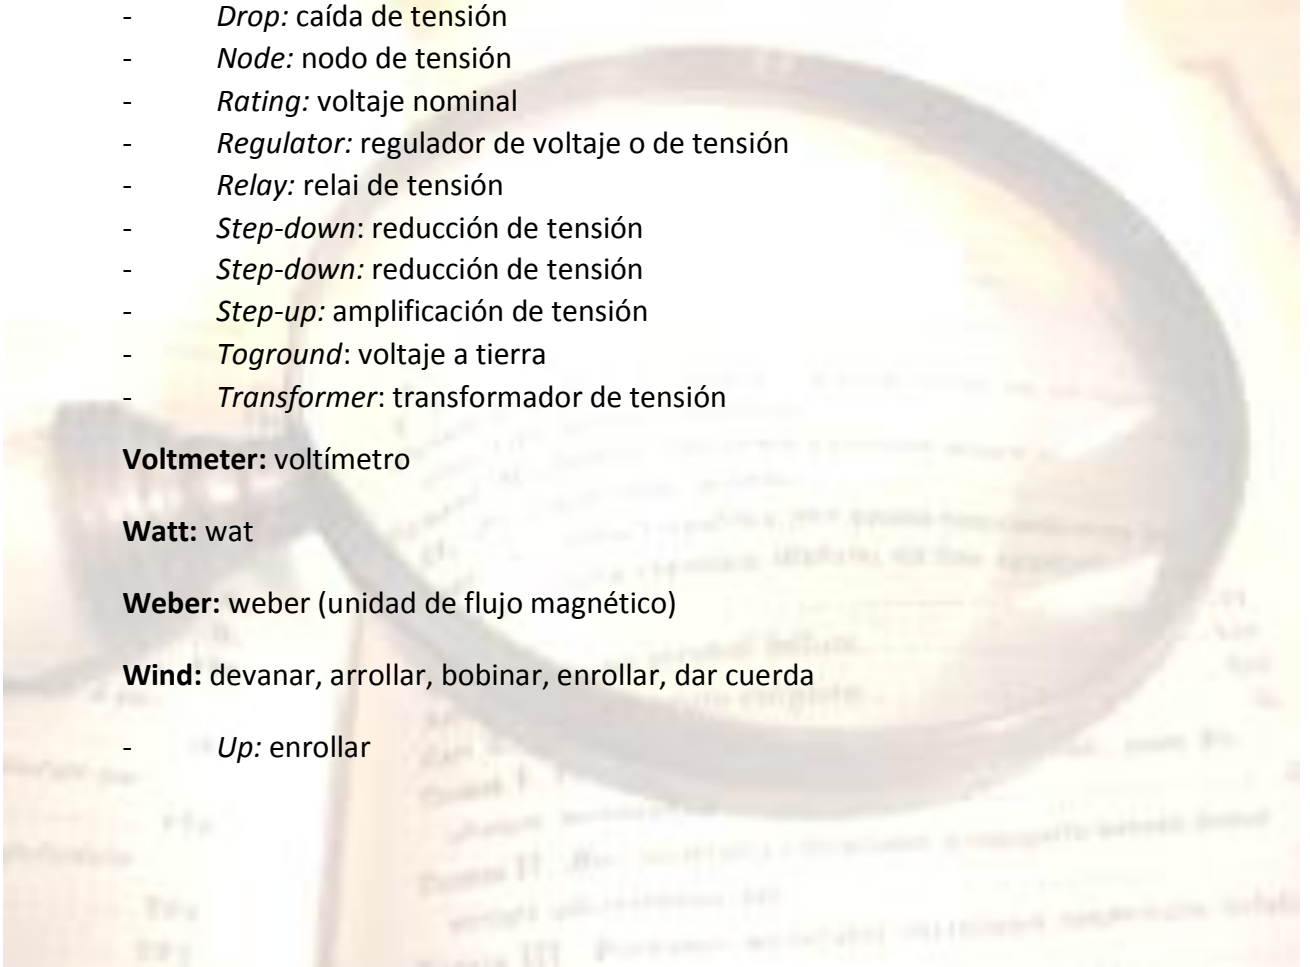 - Drop: caída de tensión
- Node: nodo de tensión
- Rating: voltaje nominal
- Regulator: regulador de voltaje o de tensión
- Relay: relai de tensión
- Step-down: reducción de tensión
- Step-down: reducción de tensión
- Step-up: amplificación de tensión
- Toground: voltaje a tierra
- Transformer: transformador de tensión
Voltmeter: voltímetro
Watt: wat
Weber: weber (unidad de flujo magnético)
Wind: devanar, arrollar, bobinar, enrollar, dar cuerda
- Up: enrollar